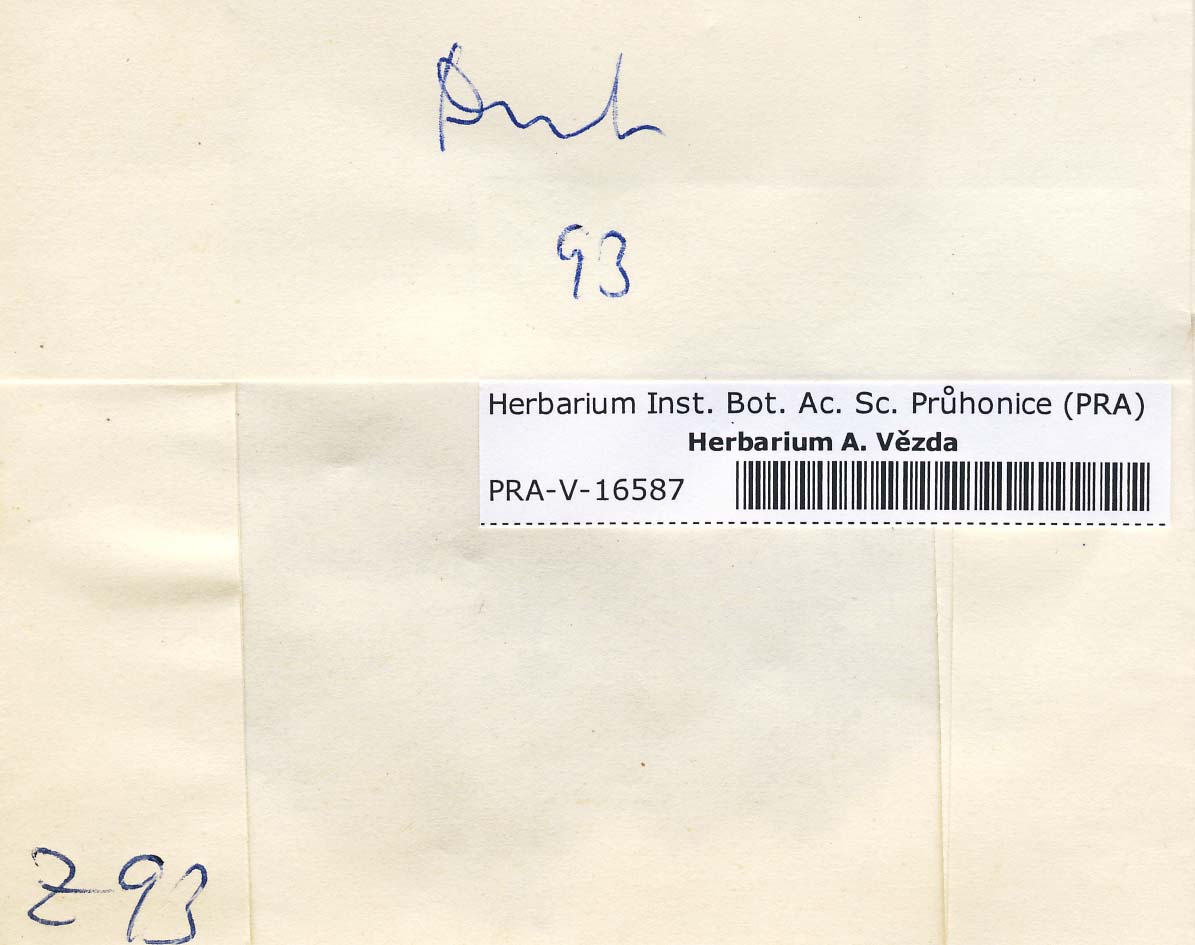 93
Herbarium Inst. Bot. Ac. Sc. Průhonice (PRA)
Herbarium A. Vězda
PRA-V-16587
Z-93